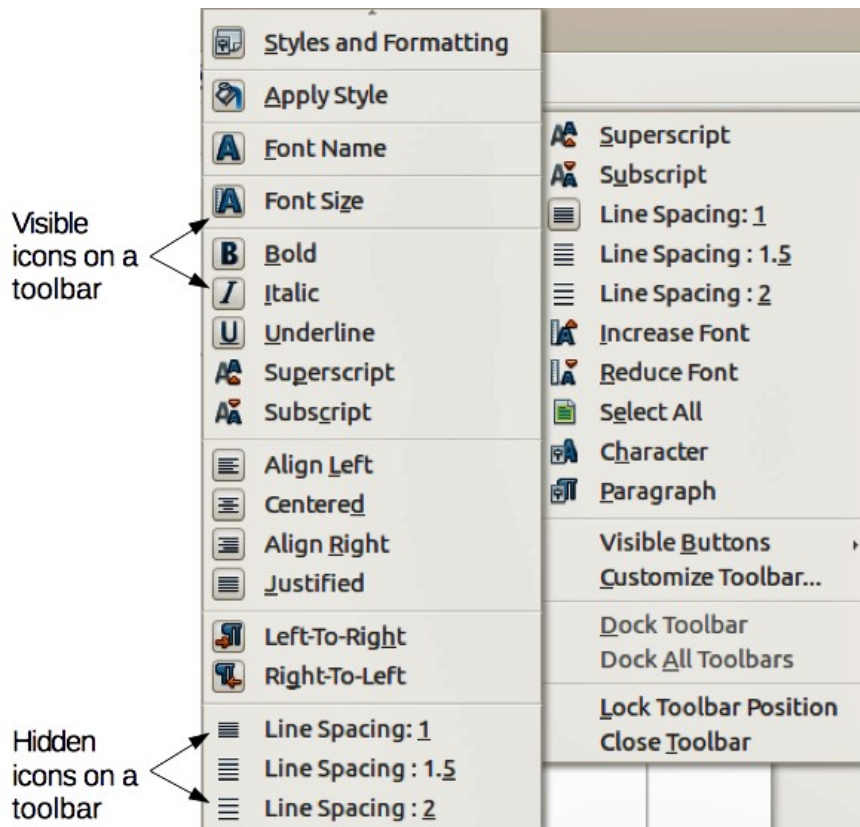 Visible
icons on a
toolbar
Hidden
icons on a
toolbar
Styles and Formatting
Apply Style
Font Name
Font Size
Bold
Italic
Underline
Superscript
Subscript
Align Left
Centered
Align Right
Justified
Left-To-Right
Right-To-Left
Line Spacing: 1
Line Spacing : 1.5
Line Spacing : 2
Superscript
Subscript
Line Spacing: 1
Line Spacing : 1.5
Line Spacing : 2
Increase Font
Reduce Font
Select All
Character
Paragraph
Visible Buttons
Customize Toolbar...
Dock Toolbar
Dock All Toolbars
Lock Toolbar Position
Close Toolbar